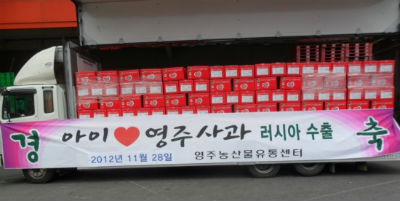 경 아이♥영주사과 러시아 수출 축
2012년 11월 28일 영주농산물유통센터